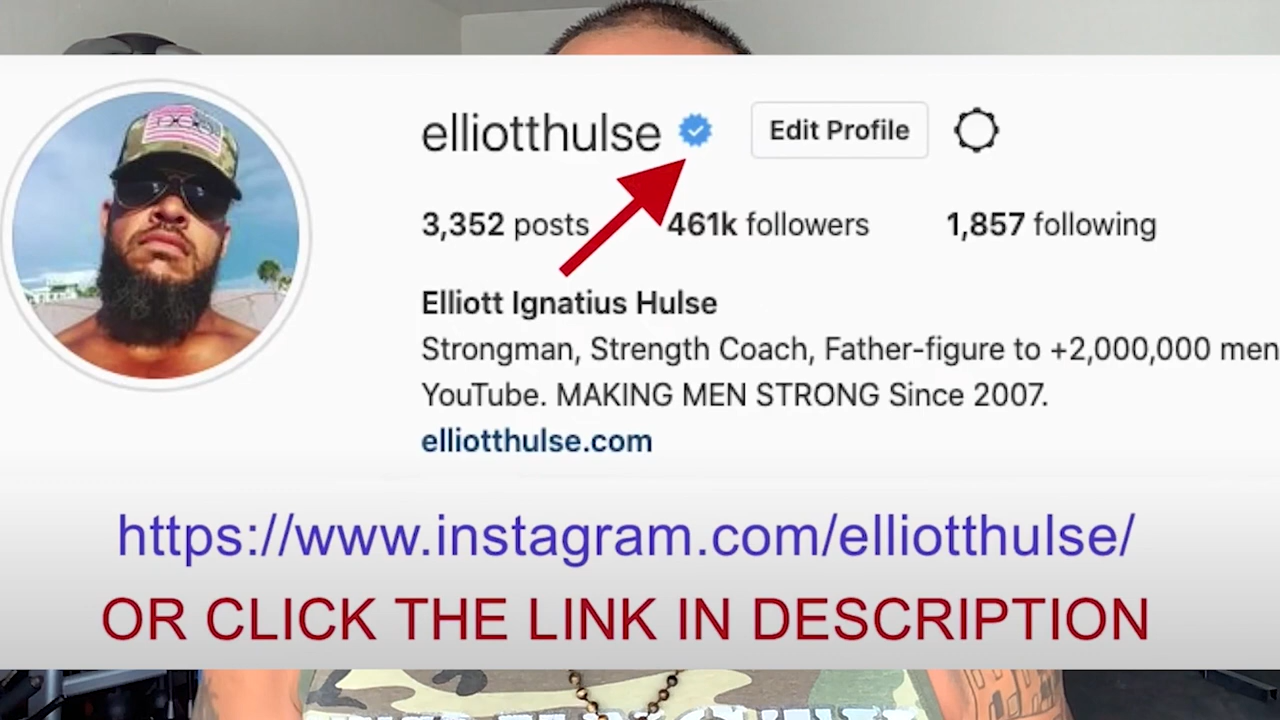 elliotthulse Edit Profile
3,352 posts 461k followers 1,857 following
Elliott Ignatius Hulse
Strongman, Strength Coach, Father-figure to +2,000,000 men
YouTube. MAKING MEN STRONG Since 2007.
elliotthulse.com
https://www.instagram.com/elliotthulse/
OR CLICK THE LINK IN DESCRIPTION